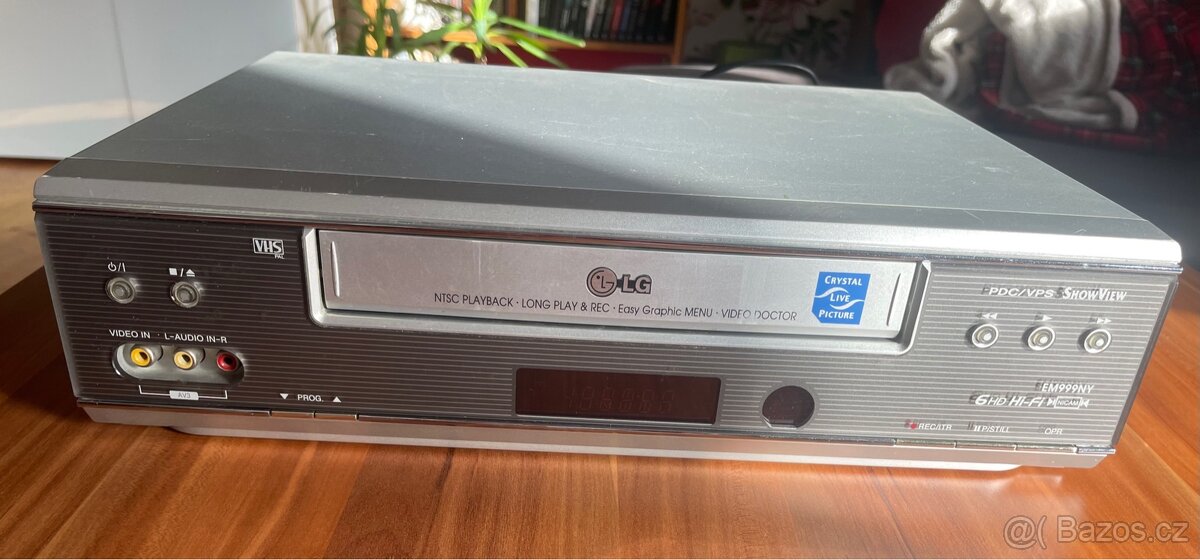 VHS
PAL
⏻/I
■/⏏
LG
NTSC PLAYBACK · LONG PLAY & REC · Easy Graphic MENU · VIDEO DOCTOR
CRYSTAL
LIVE
PICTURE
PDC/VPS SHOWVIEW
◀◀ ▶ ▶▶
VIDEO IN · L-AUDIO IN-R
AV3
▼ PROG. ▲
EM999NY
6HD Hi-Fi NICAM
REC/ITR P/STILL OPR
@( Bazos.cz